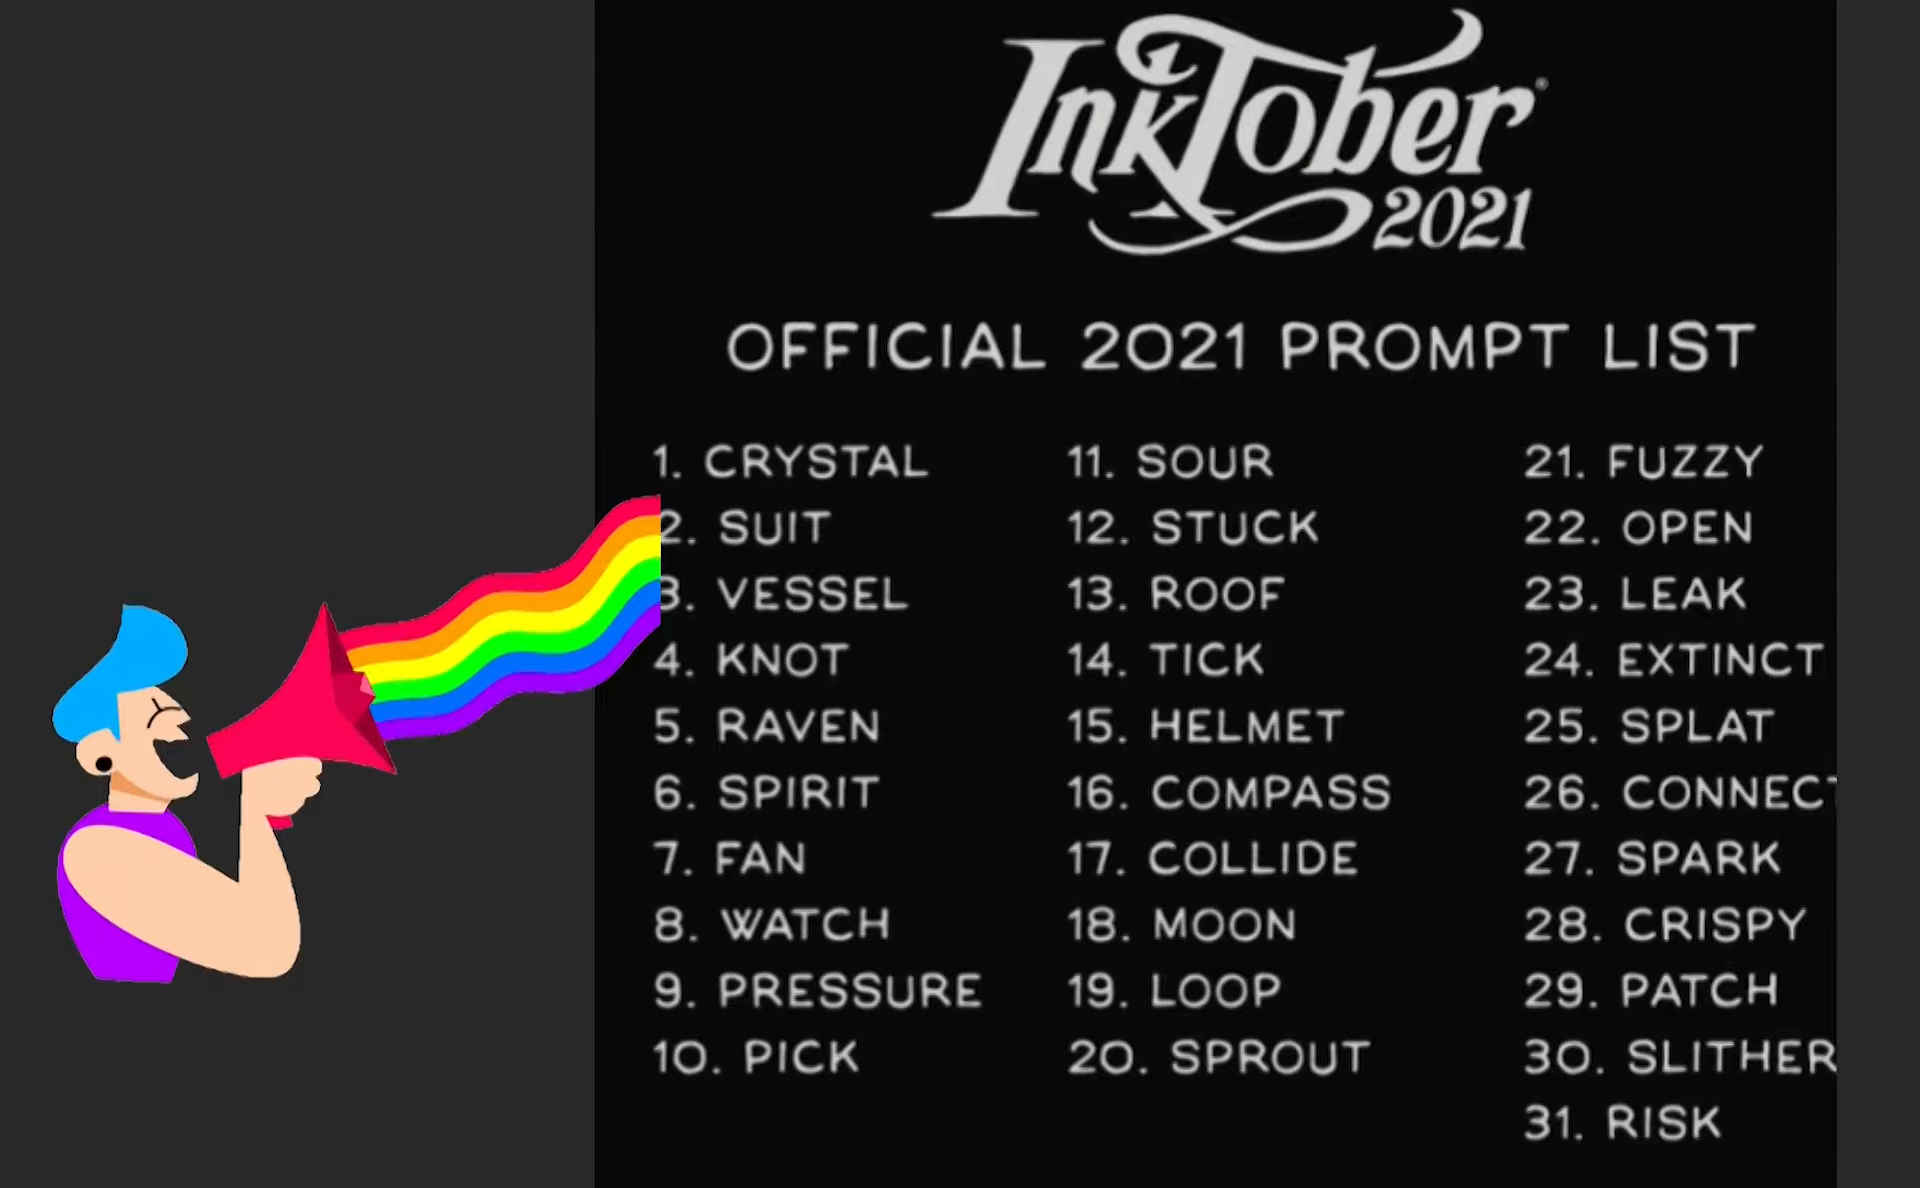 InkTober®
2021
OFFICIAL 2021 PROMPT LIST
1. CRYSTAL
2. SUIT
3. VESSEL
4. KNOT
5. RAVEN
6. SPIRIT
7. FAN
8. WATCH
9. PRESSURE
10. PICK
11. SOUR
12. STUCK
13. ROOF
14. TICK
15. HELMET
16. COMPASS
17. COLLIDE
18. MOON
19. LOOP
20. SPROUT
21. FUZZY
22. OPEN
23. LEAK
24. EXTINCT
25. SPLAT
26. CONNECT
27. SPARK
28. CRISPY
29. PATCH
30. SLITHER
31. RISK